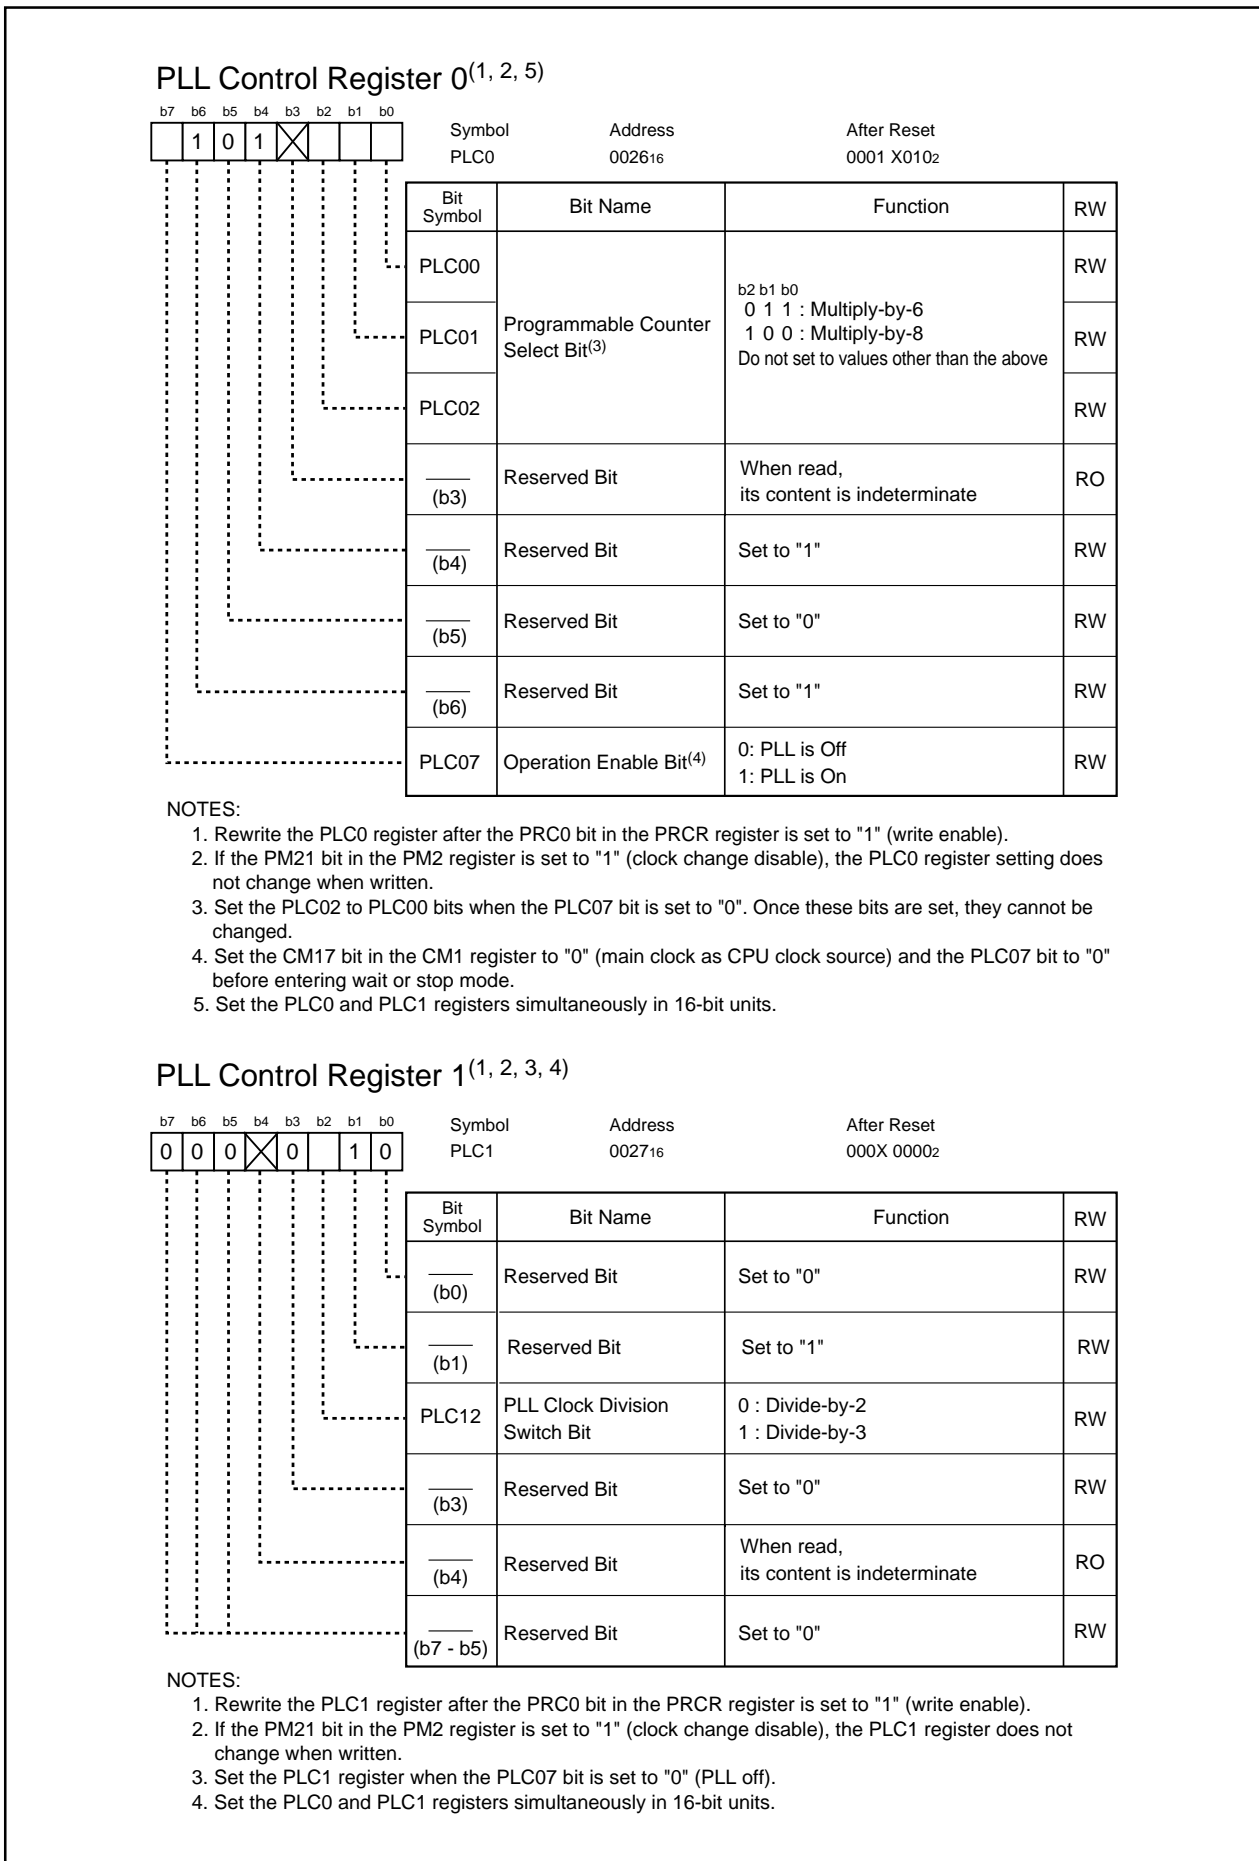 PLL Control Register 0(1, 2, 5)
b7 b6 b5 b4 b3 b2 b1 b0
1 0 1
Symbol Address After Reset
PLC0 002616 0001 X0102
Bit Symbol Bit Name Function RW
PLC00 RW
PLC01 RW
PLC02 RW
Programmable Counter
Select Bit(3)
b2 b1 b0
0 1 1 : Multiply-by-6
1 0 0 : Multiply-by-8
Do not set to values other than the above
(b3) Reserved Bit When read,
its content is indeterminate RO
(b4) Reserved Bit Set to "1" RW
(b5) Reserved Bit Set to "0" RW
(b6) Reserved Bit Set to "1" RW
PLC07 Operation Enable Bit(4) 0: PLL is Off
1: PLL is On RW
NOTES:
1. Rewrite the PLC0 register after the PRC0 bit in the PRCR register is set to "1" (write enable).
2. If the PM21 bit in the PM2 register is set to "1" (clock change disable), the PLC0 register setting does
not change when written.
3. Set the PLC02 to PLC00 bits when the PLC07 bit is set to "0". Once these bits are set, they cannot be
changed.
4. Set the CM17 bit in the CM1 register to "0" (main clock as CPU clock source) and the PLC07 bit to "0"
before entering wait or stop mode.
5. Set the PLC0 and PLC1 registers simultaneously in 16-bit units.
PLL Control Register 1(1, 2, 3, 4)
b7 b6 b5 b4 b3 b2 b1 b0
0 0 0 0 1 0
Symbol Address After Reset
PLC1 002716 000X 00002
Bit Symbol Bit Name Function RW
(b0) Reserved Bit Set to "0" RW
(b1) Reserved Bit Set to "1" RW
PLC12 PLL Clock Division
Switch Bit 0 : Divide-by-2
1 : Divide-by-3 RW
(b3) Reserved Bit Set to "0" RW
(b4) Reserved Bit When read,
its content is indeterminate RO
(b7 - b5) Reserved Bit Set to "0" RW
NOTES:
1. Rewrite the PLC1 register after the PRC0 bit in the PRCR register is set to "1" (write enable).
2. If the PM21 bit in the PM2 register is set to "1" (clock change disable), the PLC1 register does not
change when written.
3. Set the PLC1 register when the PLC07 bit is set to "0" (PLL off).
4. Set the PLC0 and PLC1 registers simultaneously in 16-bit units.